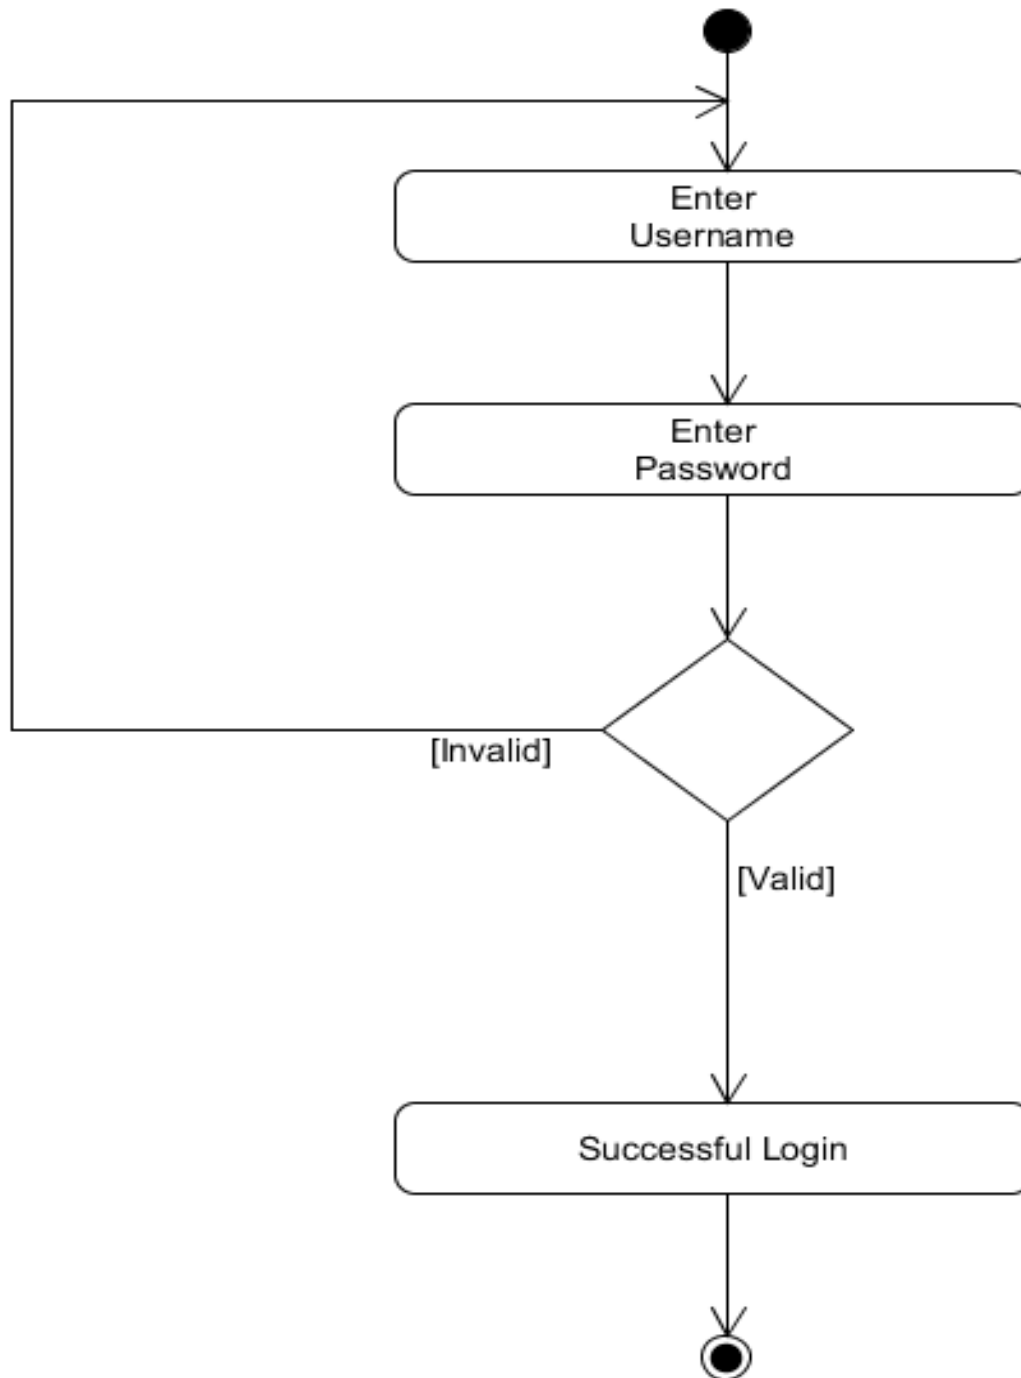 Enter
Username
Enter
Password
[Invalid]
[Valid]
Successful Login